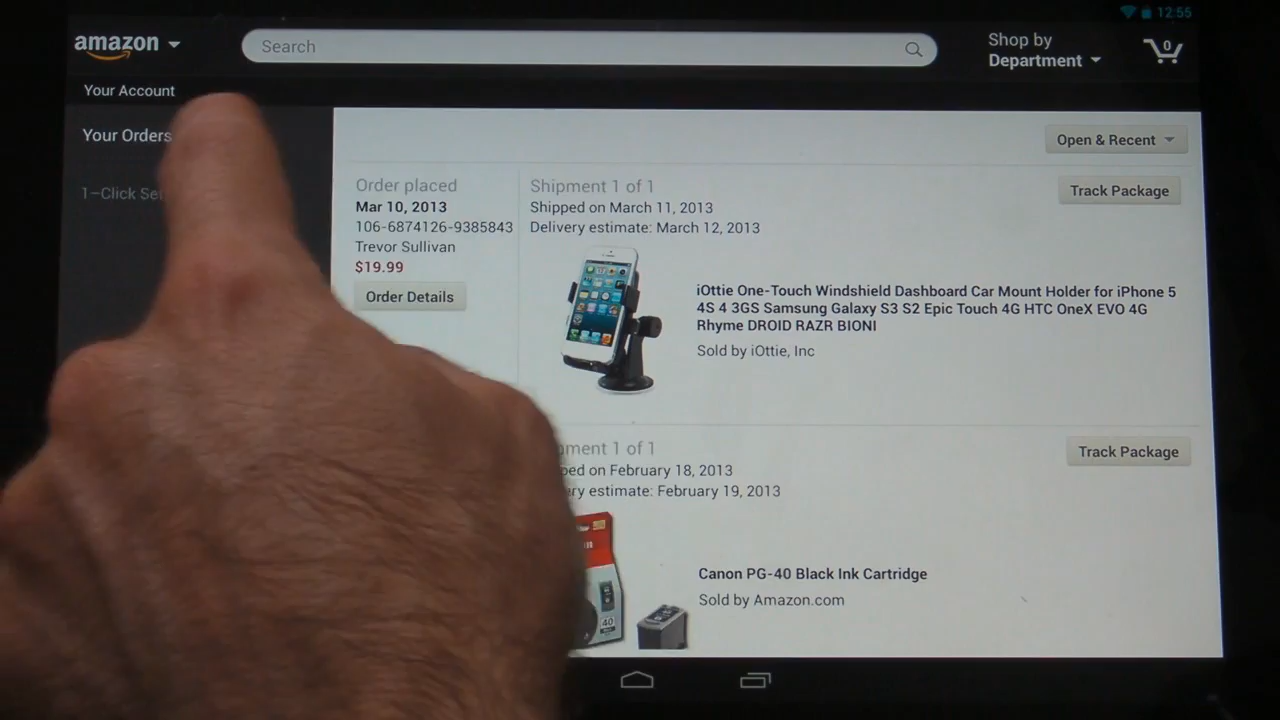 12:55
amazon
Search
Shop by
Department
0
Your Account
Your Orders
1-Click
Open & Recent
Order placed
Mar 10, 2013
106-6874126-9385843
Trevor Sullivan
$19.99
Order Details
Shipment 1 of 1
Shipped on March 11, 2013
Delivery estimate: March 12, 2013
Track Package
iOttie One-Touch Windshield Dashboard Car Mount Holder for iPhone 5
4S 4 3GS Samsung Galaxy S3 S2 Epic Touch 4G HTC OneX EVO 4G
Rhyme DROID RAZR BIONI
Sold by iOttie, Inc
1 of 1
on February 18, 2013
estimate: February 19, 2013
Track Package
40
Canon PG-40 Black Ink Cartridge
Sold by Amazon.com